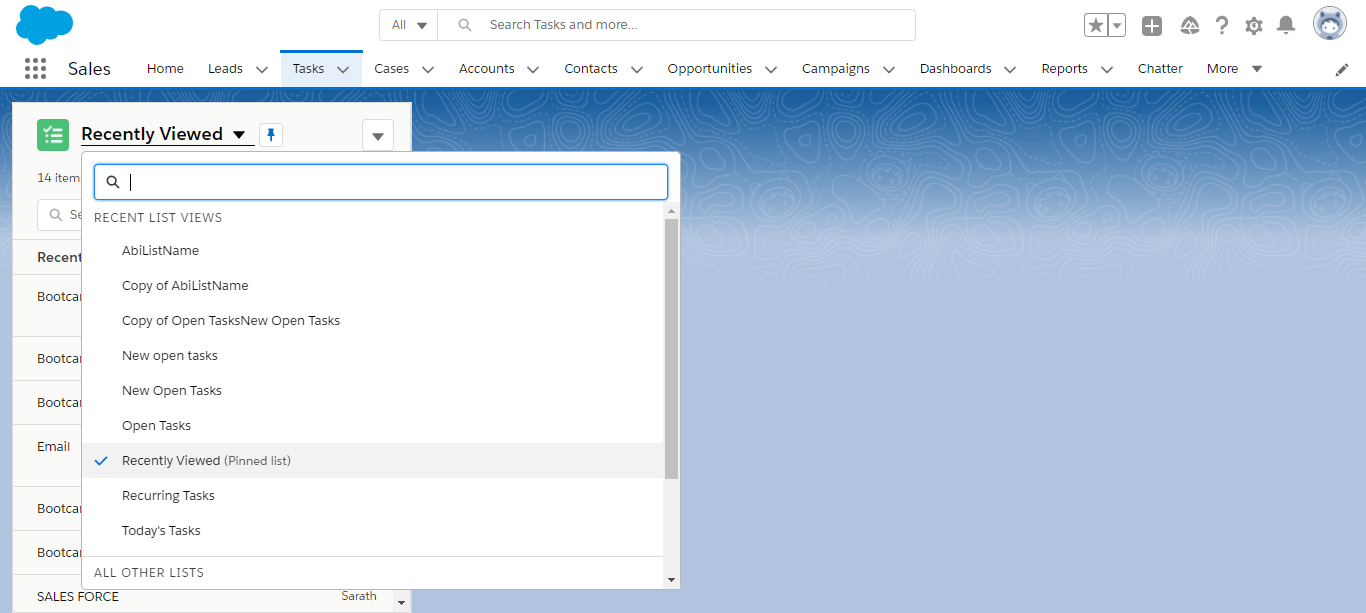 All
Search Tasks and more...
Sales
Home
Leads
Tasks
Cases
Accounts
Contacts
Opportunities
Campaigns
Dashboards
Reports
Chatter
More
Recently Viewed
14 item
Se
RECENT LIST VIEWS
AbiListName
Copy of AbiListName
Copy of Open TasksNew Open Tasks
New open tasks
New Open Tasks
Open Tasks
Recently Viewed (Pinned list)
Recurring Tasks
Today's Tasks
ALL OTHER LISTS
Recent
Bootca
Bootca
Bootca
Email
Bootca
Bootca
SALES FORCE
Sarath